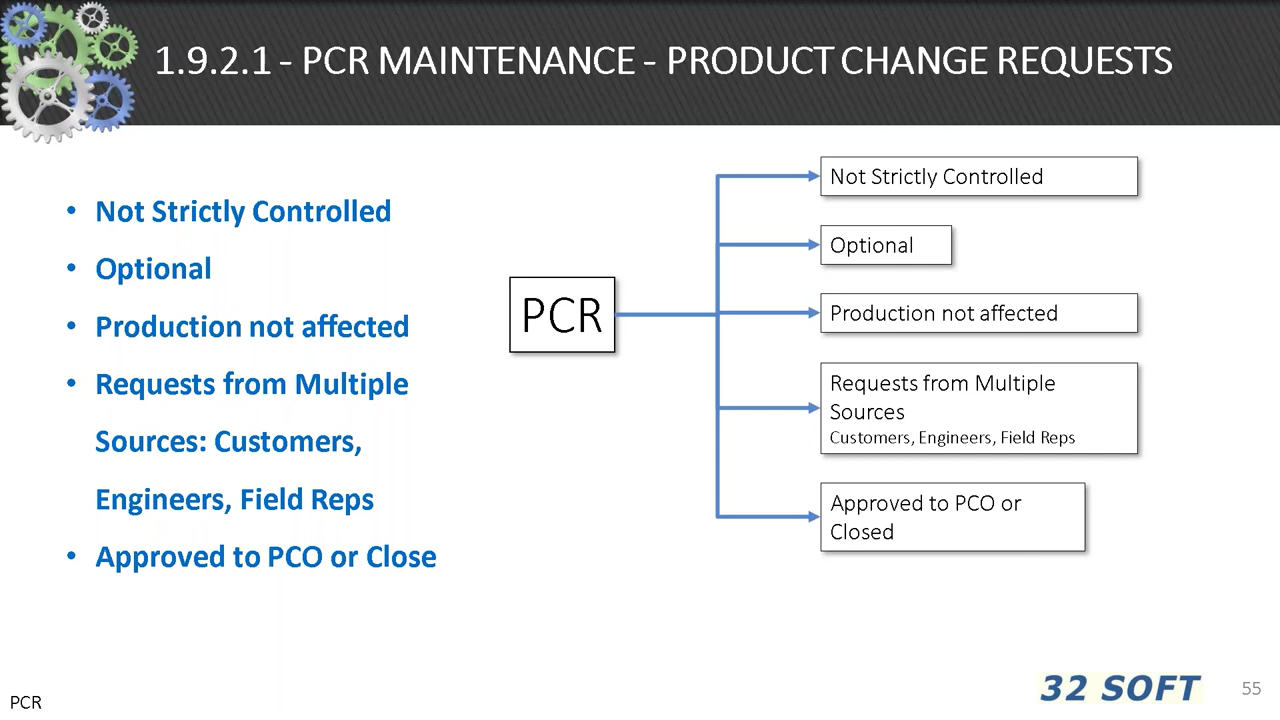 1.9.2.1 - PCR MAINTENANCE - PRODUCT CHANGE REQUESTS
• Not Strictly Controlled
• Optional
• Production not affected
• Requests from Multiple
Sources: Customers,
Engineers, Field Reps
• Approved to PCO or Close
PCR
Not Strictly Controlled
Optional
Production not affected
Requests from Multiple
Sources
Customers, Engineers, Field Reps
Approved to PCO or
Closed
PCR
32 SOFT
55